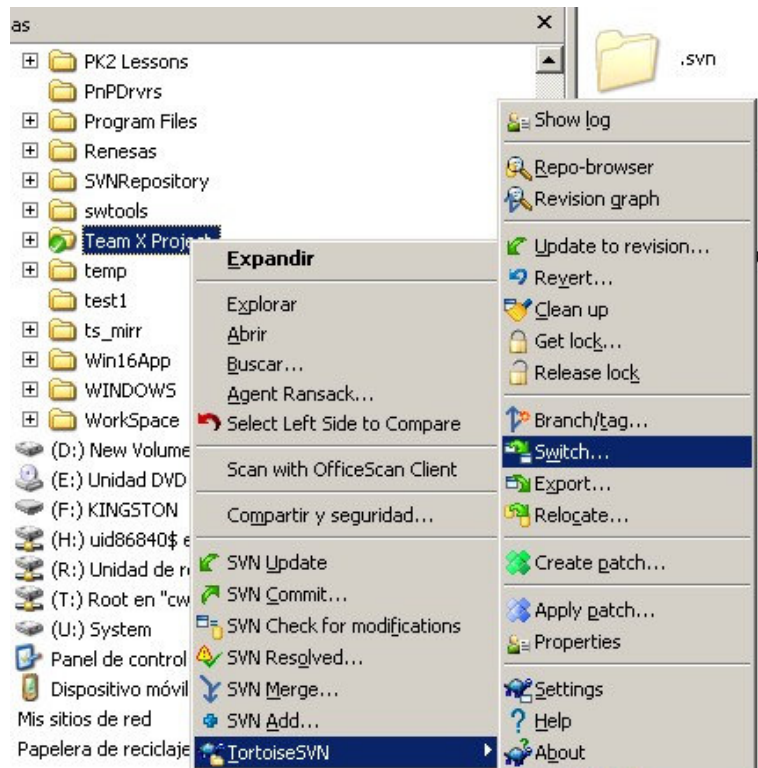 as
PK2 Lessons
PnPDrvrs
Program Files
Renesas
SVNRepository
swtools
Team X Project
temp
test1
ts_mirr
Win16App
WINDOWS
WorkSpace
(D:) New Volume
(E:) Unidad DVD
(F:) KINGSTON
(H:) uid86840$ e
(R:) Unidad de r
(T:) Root en "cw
(U:) System
Panel de control
Dispositivo móvil
Mis sitios de red
Papelera de reciclaje
Expandir
Explorar
Abrir
Buscar...
Agent Ransack...
Select Left Side to Compare
Scan with OfficeScan Client
Compartir y seguridad...
SVN Update
SVN Commit...
SVN Check for modifications
SVN Resolved...
SVN Merge...
SVN Add...
TortoiseSVN
.svn
Show log
Repo-browser
Revision graph
Update to revision...
Revert...
Clean up
Get lock...
Release lock
Branch/tag...
Switch...
Export...
Relocate...
Create patch...
Apply patch...
Properties
Settings
Help
About